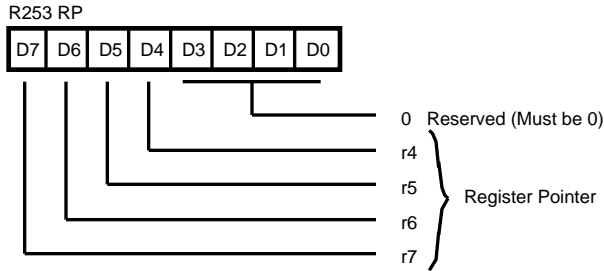 R253 RP
D7 D6 D5 D4 D3 D2 D1 D0
0 Reserved (Must be 0)
r4
r5
Register Pointer
r6
r7